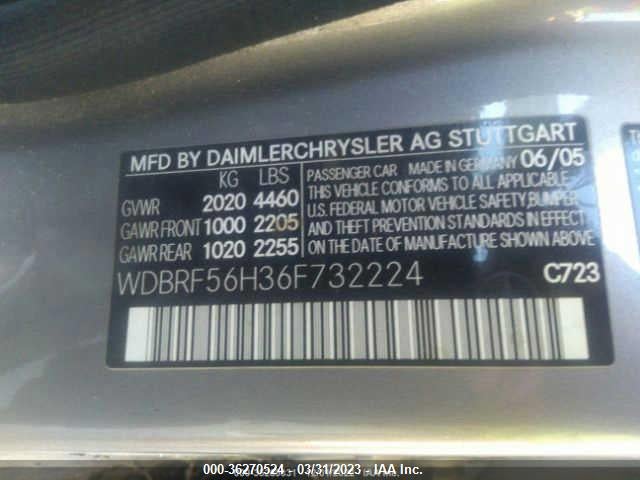 MFD BY DAIMLERCHRYSLER AG STUTTGART
KG LBS
GVWR 2020 4460
GAWR FRONT 1000 2205
GAWR REAR 1020 2255
PASSENGER CAR MADE IN GERMANY 06/05
THIS VEHICLE CONFORMS TO ALL APPLICABLE
U.S. FEDERAL MOTOR VEHICLE SAFETY, BUMPER,
AND THEFT PREVENTION STANDARDS IN EFFECT
ON THE DATE OF MANUFACTURE SHOWN ABOVE.
WDBRF56H36F732224 C723
000-36270524 - 03/31/2023 - IAA Inc.